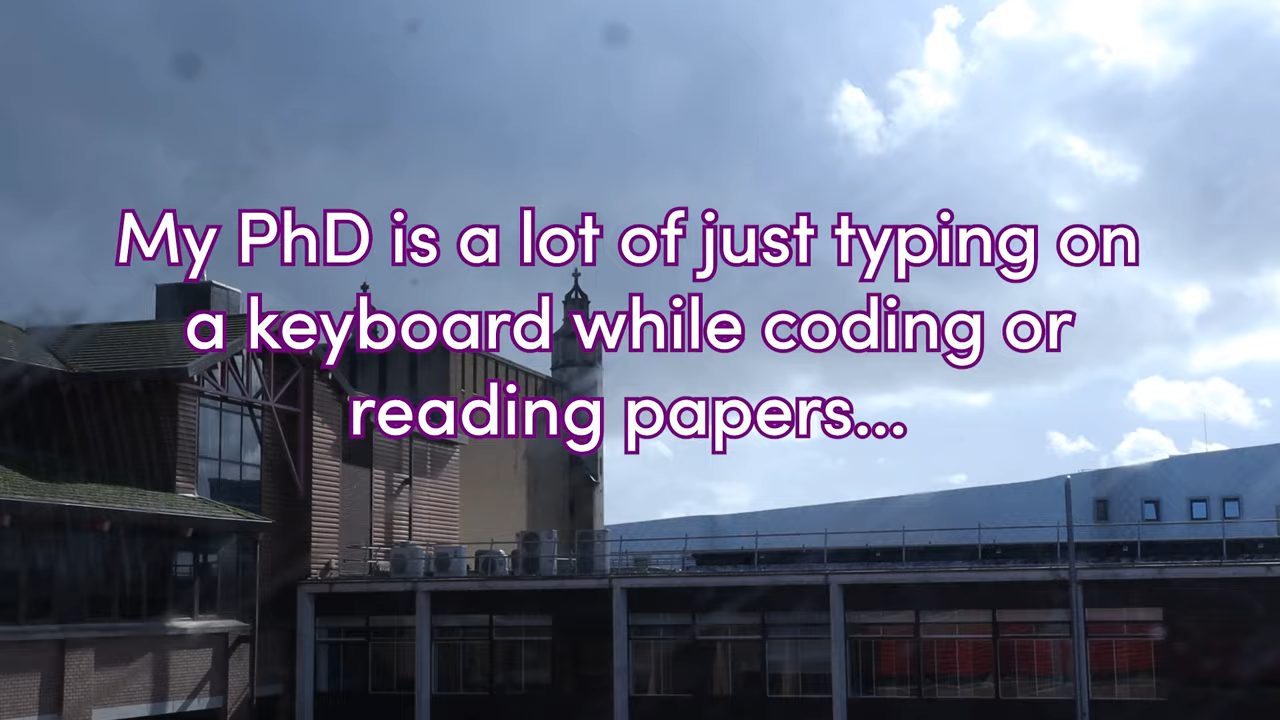 My PhD is a lot of just typing on
a keyboard while coding or
reading papers...